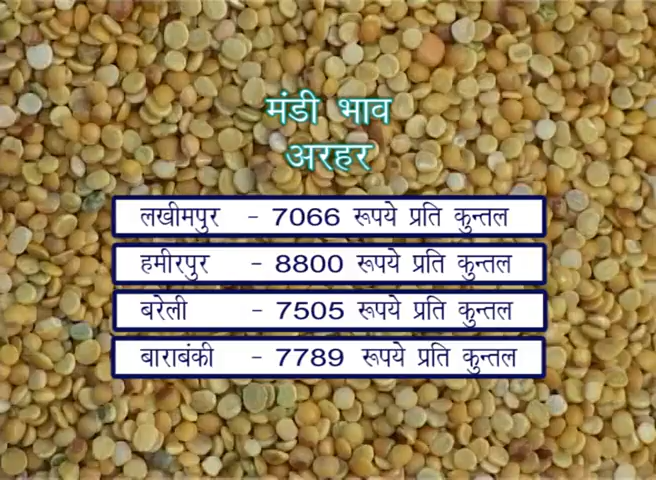 मंडी भाव
अरहर
लखीमपुर - 7066 रूपये प्रति कुन्तल
हमीरपुर - 8800 रूपये प्रति कुन्तल
बरेली - 7505 रूपये प्रति कुन्तल
बाराबंकी - 7789 रूपये प्रति कुन्तल